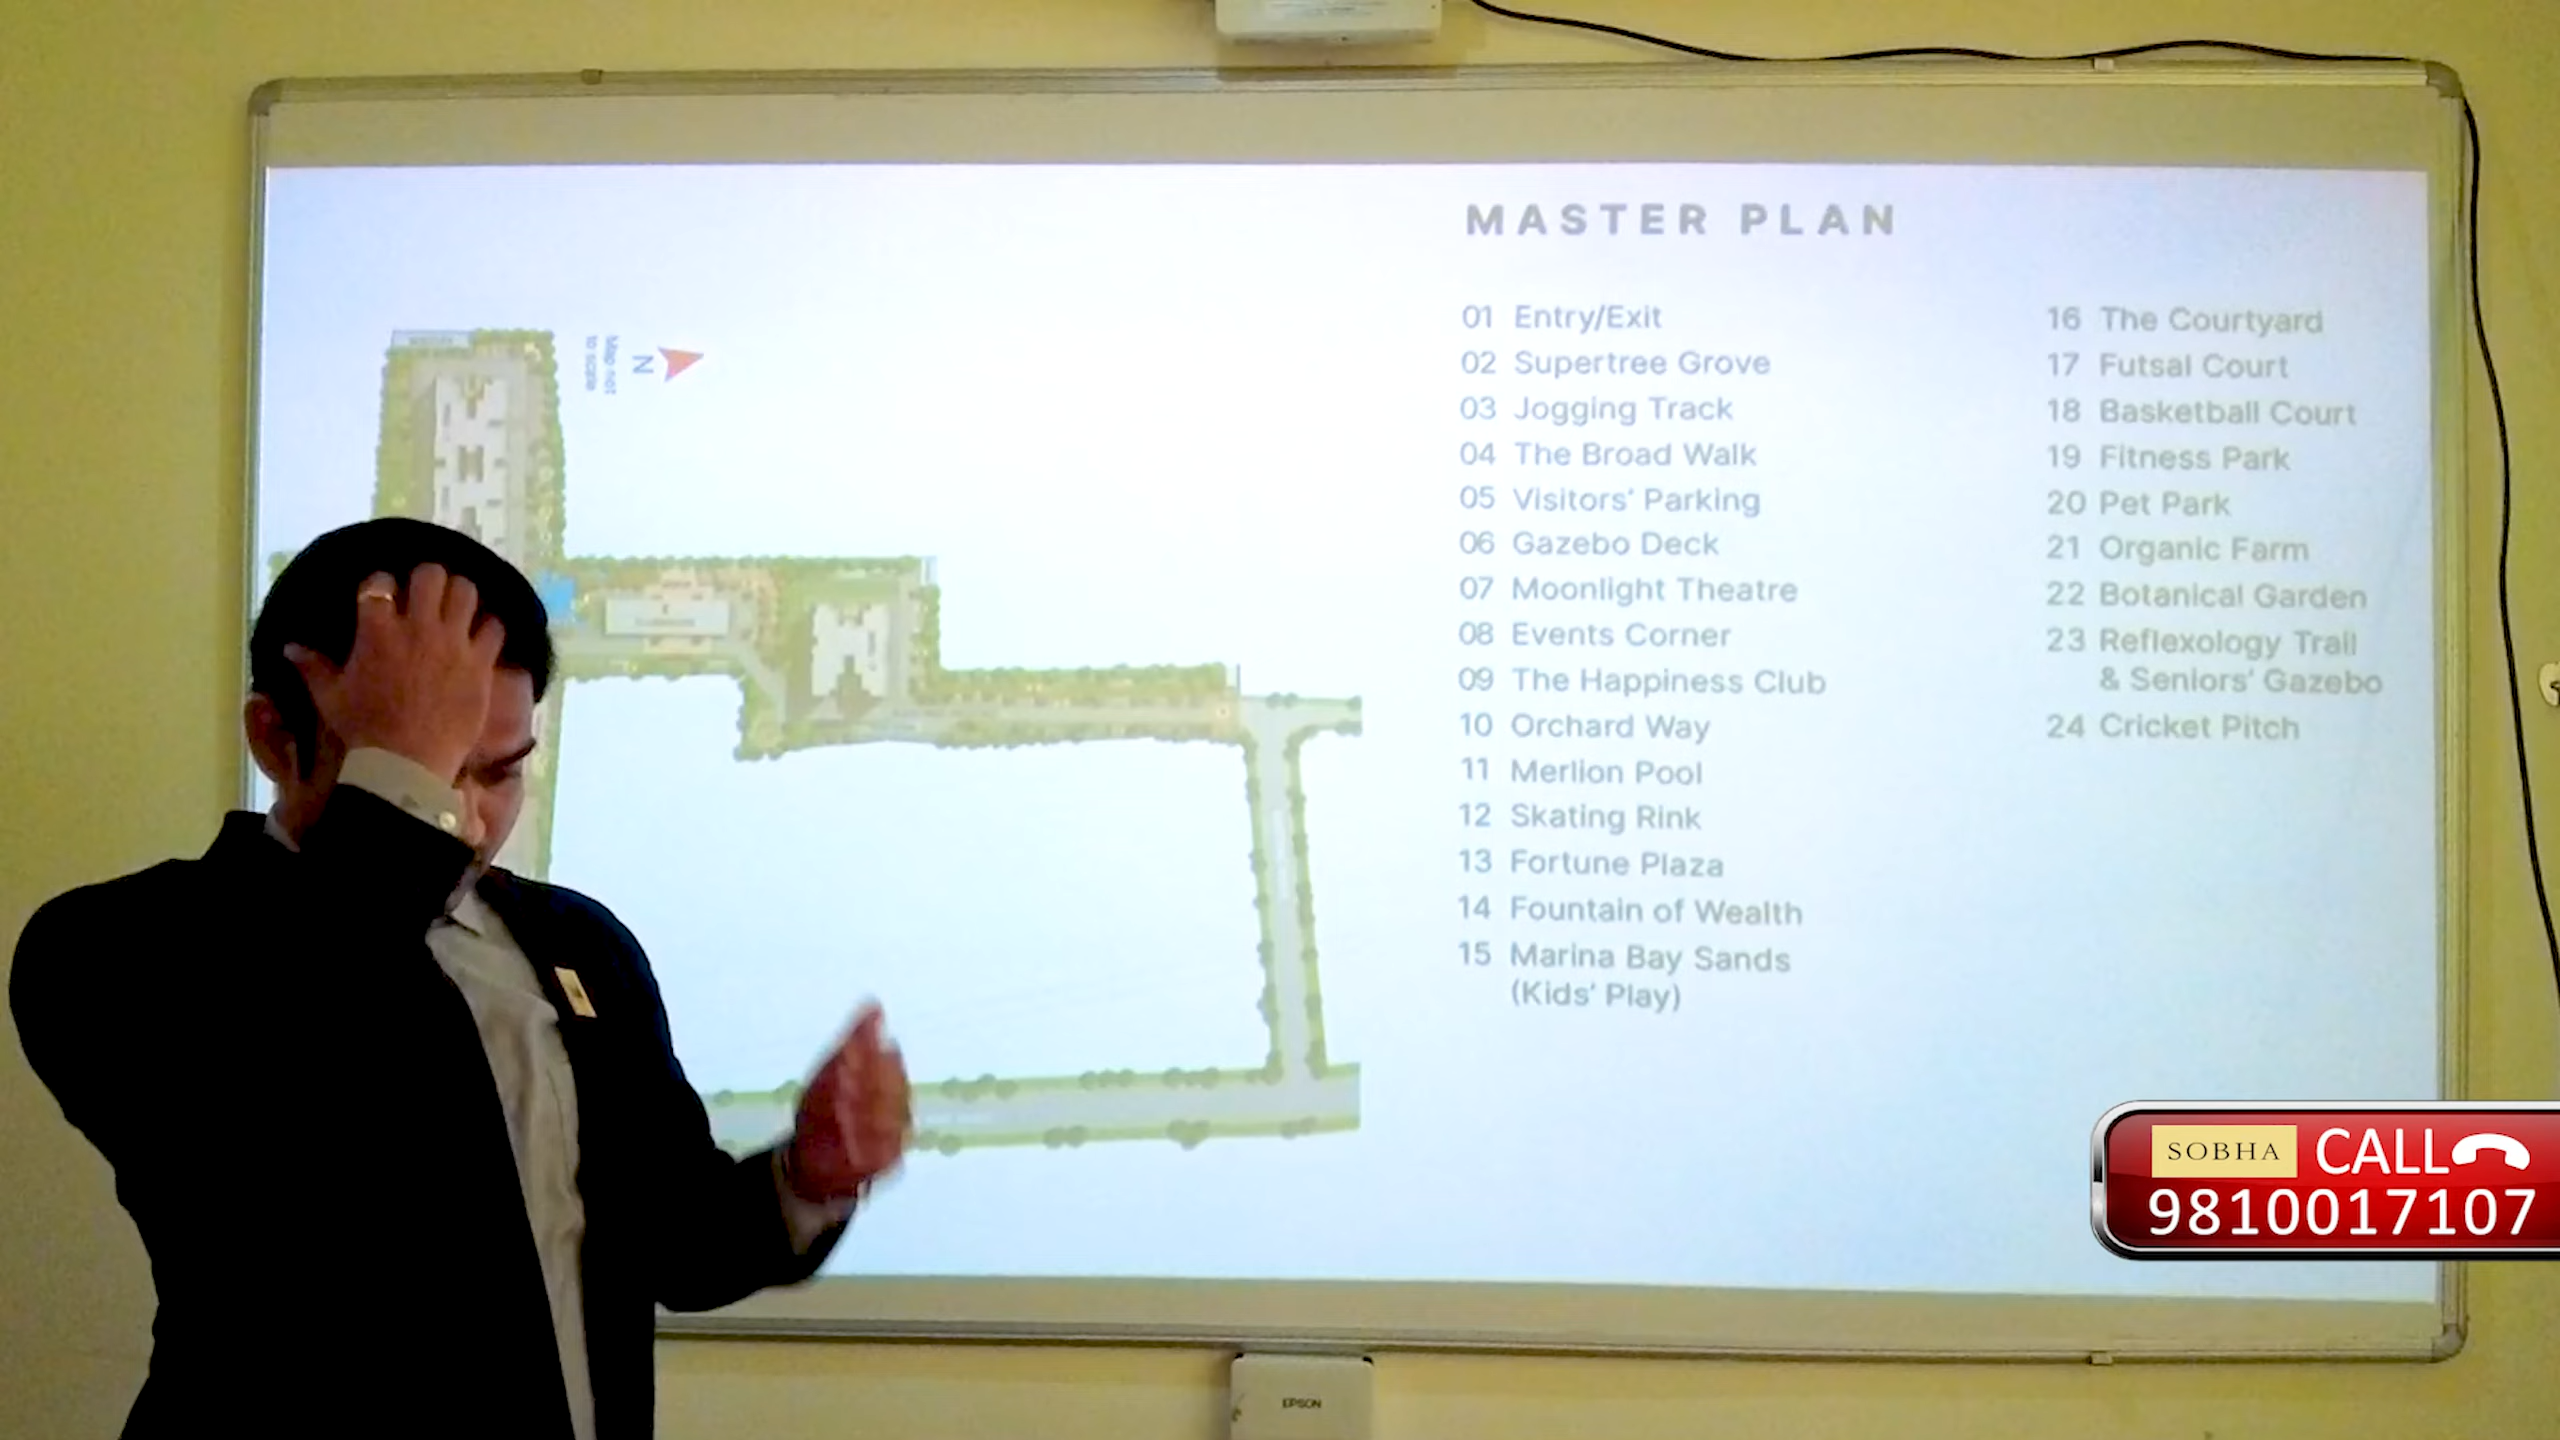 MASTER PLAN
01 Entry/Exit
02 Supertree Grove
03 Jogging Track
04 The Broad Walk
05 Visitors' Parking
06 Gazebo Deck
07 Moonlight Theatre
08 Events Corner
09 The Happiness Club
10 Orchard Way
11 Merlion Pool
12 Skating Rink
13 Fortune Plaza
14 Fountain of Wealth
15 Marina Bay Sands
(Kids' Play)
16 The Courtyard
17 Futsal Court
18 Basketball Court
19 Fitness Park
20 Pet Park
21 Organic Farm
22 Botanical Garden
23 Reflexology Trail
& Seniors' Gazebo
24 Cricket Pitch
N
Map not
to scale
SOBHA CALL
9810017107
EPSON